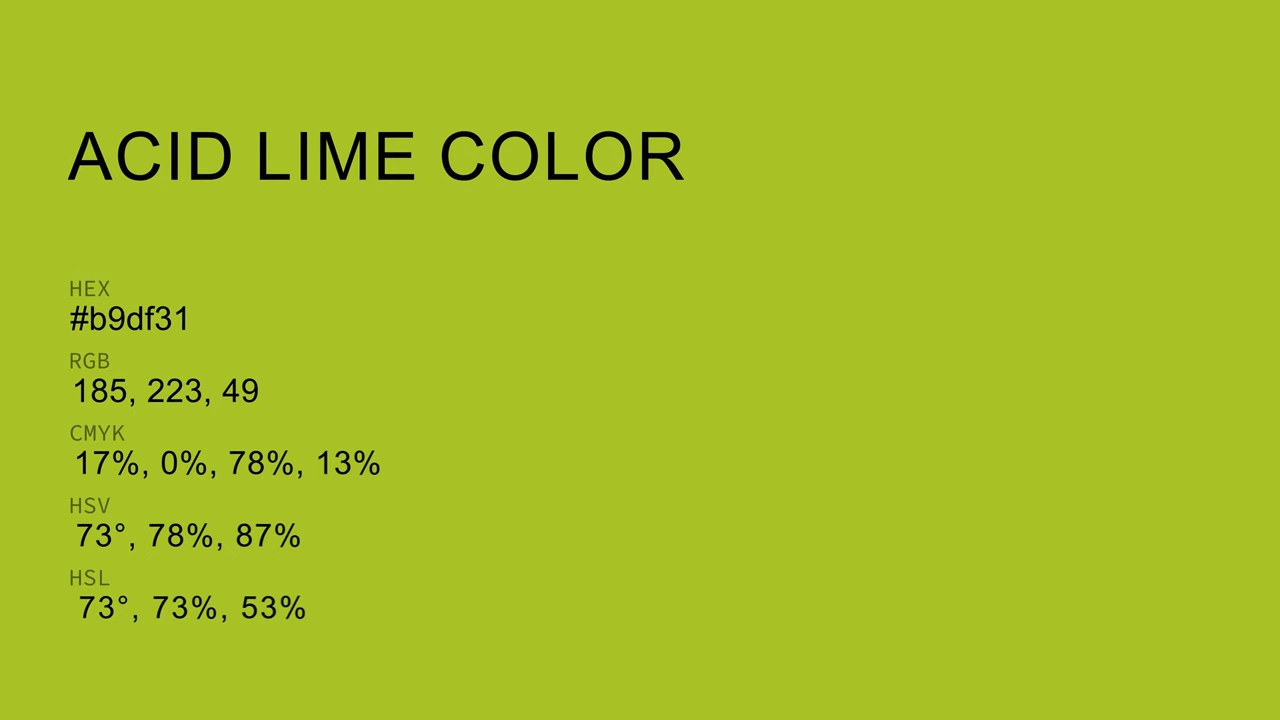 ACID LIME COLOR
HEX
#b9df31
RGB
185, 223, 49
CMYK
17%, 0%, 78%, 13%
HSV
73°, 78%, 87%
HSL
73°, 73%, 53%